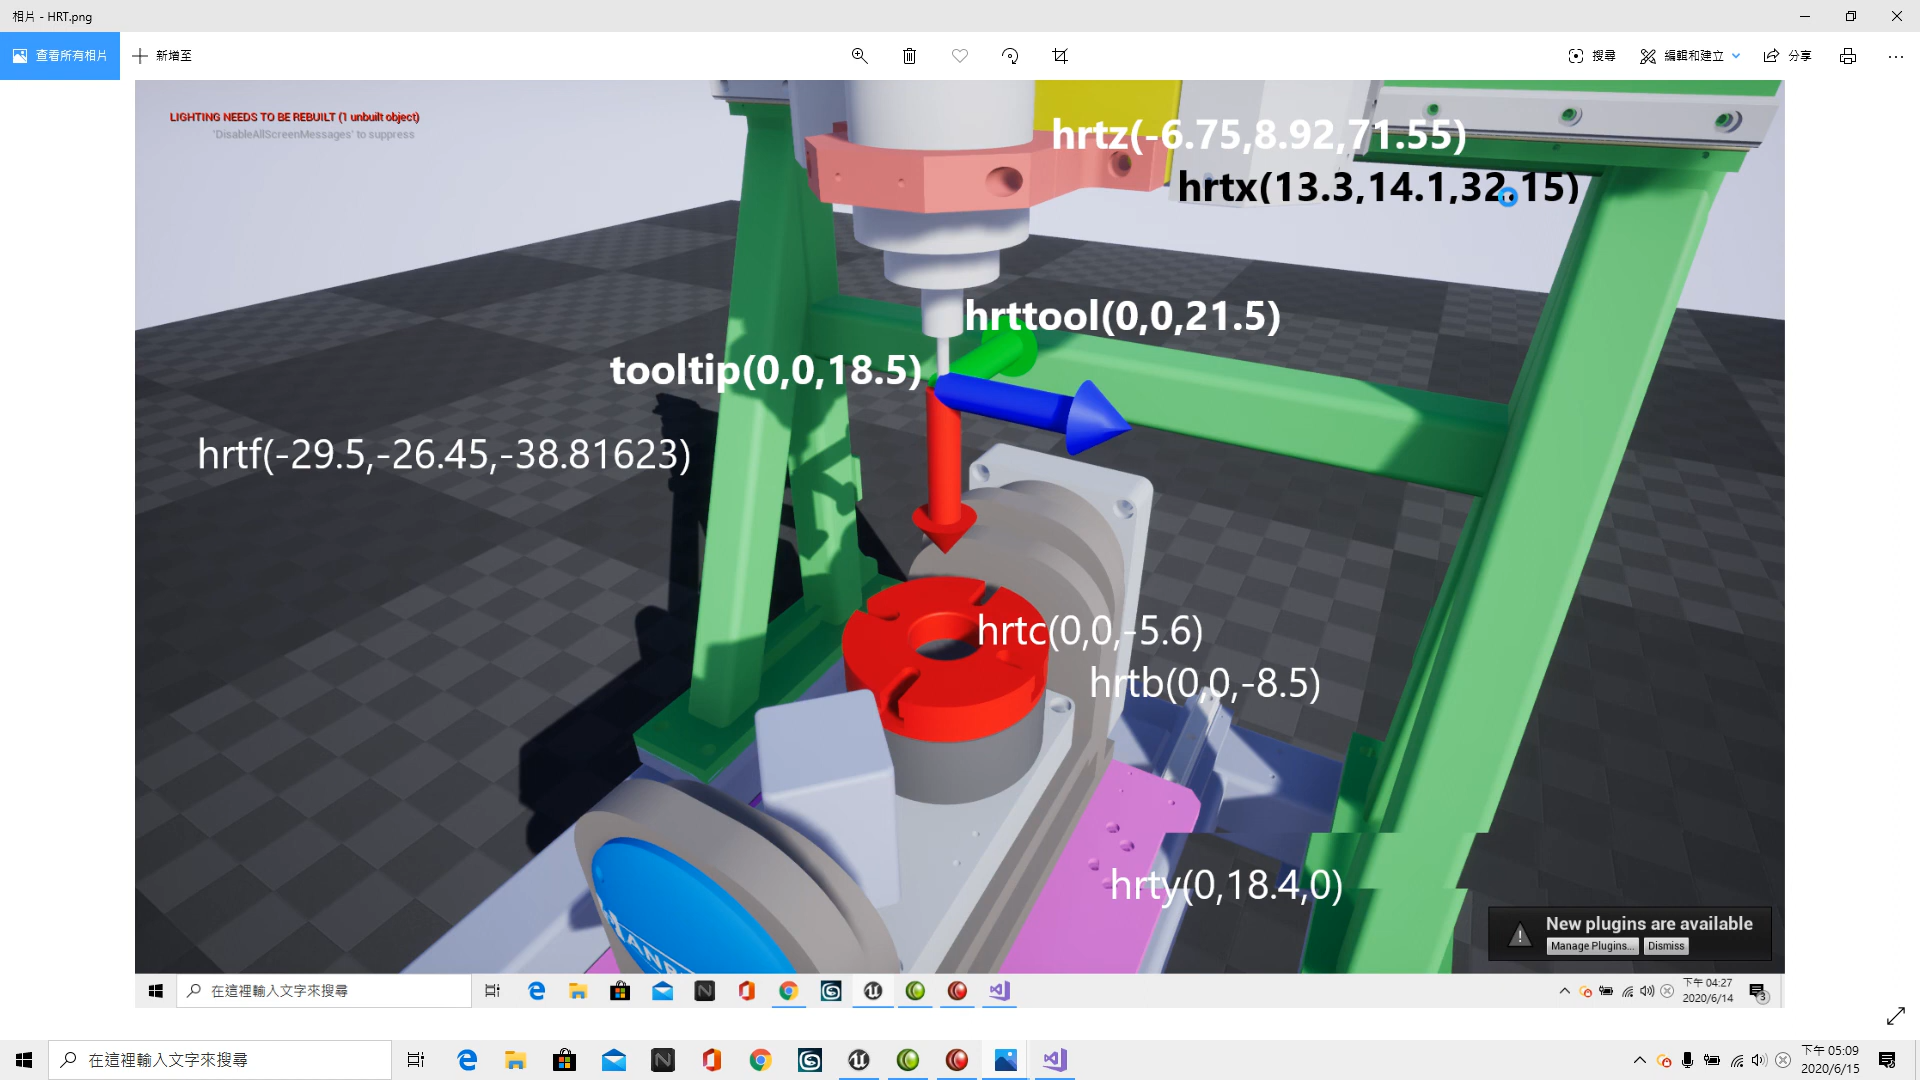 相片 - HRT.png
查看所有相片
新增至
搜尋
編輯和建立
分享
LIGHTING NEEDS TO BE REBUILT (1 unbuilt object)
'DisableAllScreenMessages' to suppress
hrtz(-6.75,8.92,71.55)
hrtx(13.3,14.1,32.15)
hrttool(0,0,21.5)
tooltip(0,0,18.5)
hrtf(-29.5,-26.45,-38.81623)
hrtc(0,0,-5.6)
hrtb(0,0,-8.5)
hrty(0,18.4,0)
New plugins are available
Manage Plugins...
Dismiss
在這裡輸入文字來搜尋
下午 04:27
2020/6/14
3
在這裡輸入文字來搜尋
下午 05:09
2020/6/15